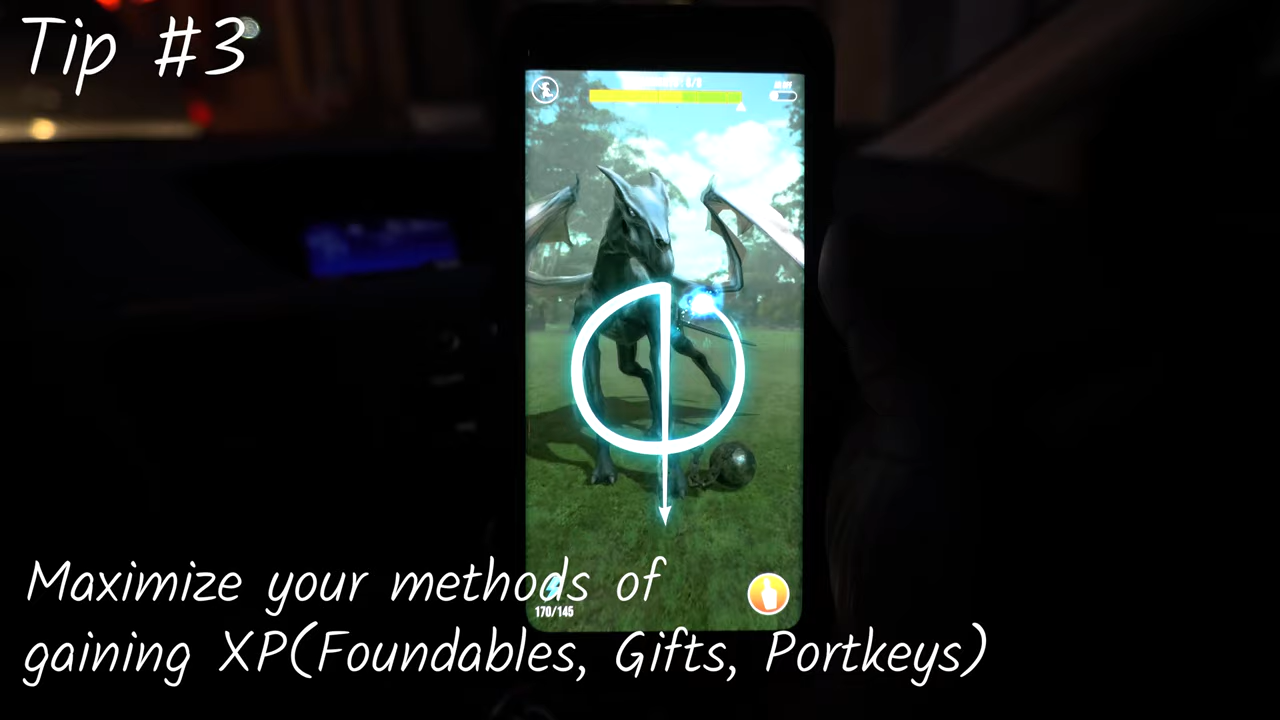 Tip #3
Maximize your methods of
170/145
gaining XP(Foundables, Gifts, Portkeys)